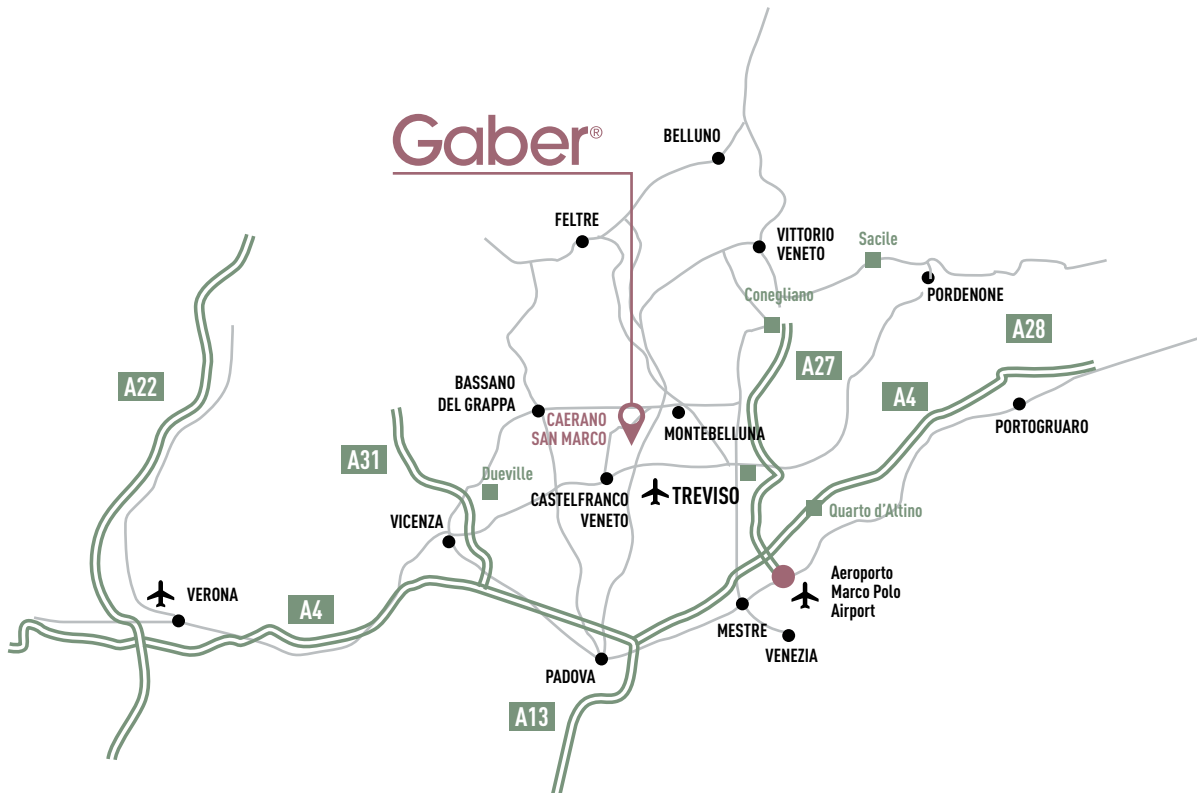 Gaber®
BELLUNO
FELTRE
VITTORIO
VENETO
Sacile
Conegliano
PORDENONE
A28
A27
A22
BASSANO
DEL GRAPPA
A4
CAERANO
SAN MARCO
MONTEBELLUNA
PORTOGRUARO
A31
Dueville
CASTELFRANCO
VENETO
TREVISO
VICENZA
Quarto d'Altino
Aeroporto
Marco Polo
Airport
VERONA
A4
MESTRE
VENEZIA
PADOVA
A13